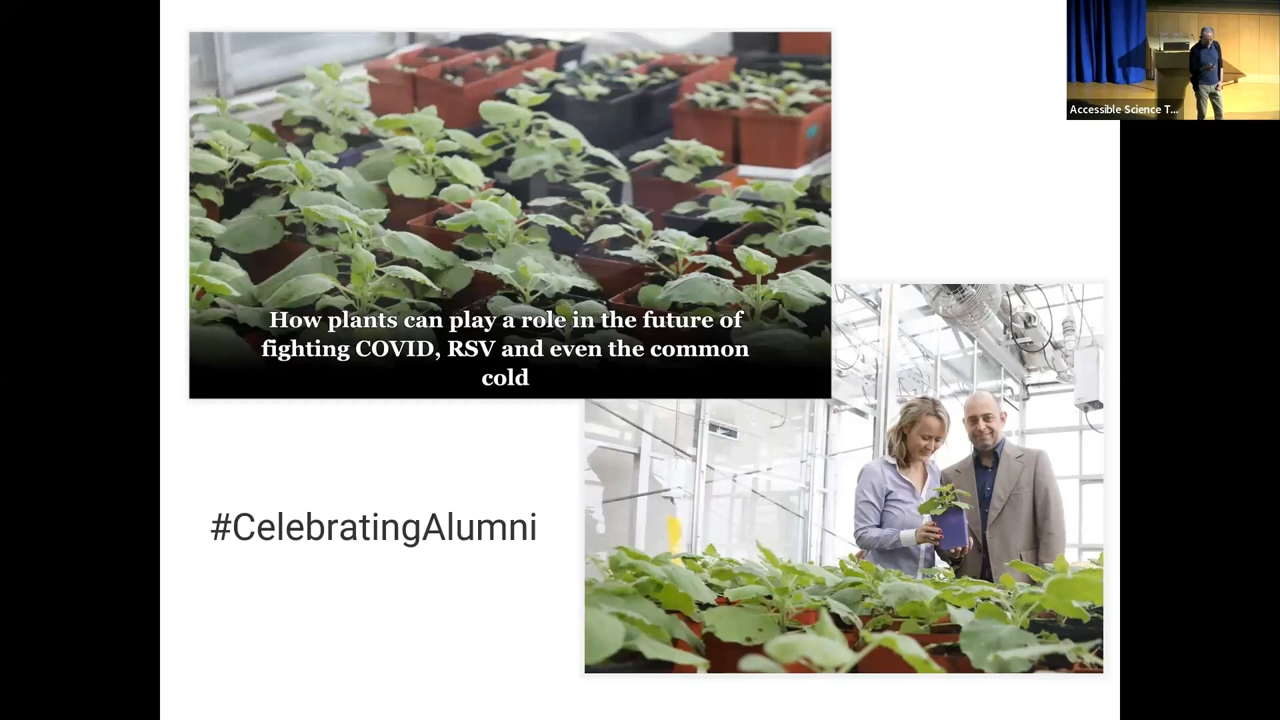 Accessible Science T...
How plants can play a role in the future of
fighting COVID, RSV and even the common
cold
#CelebratingAlumni